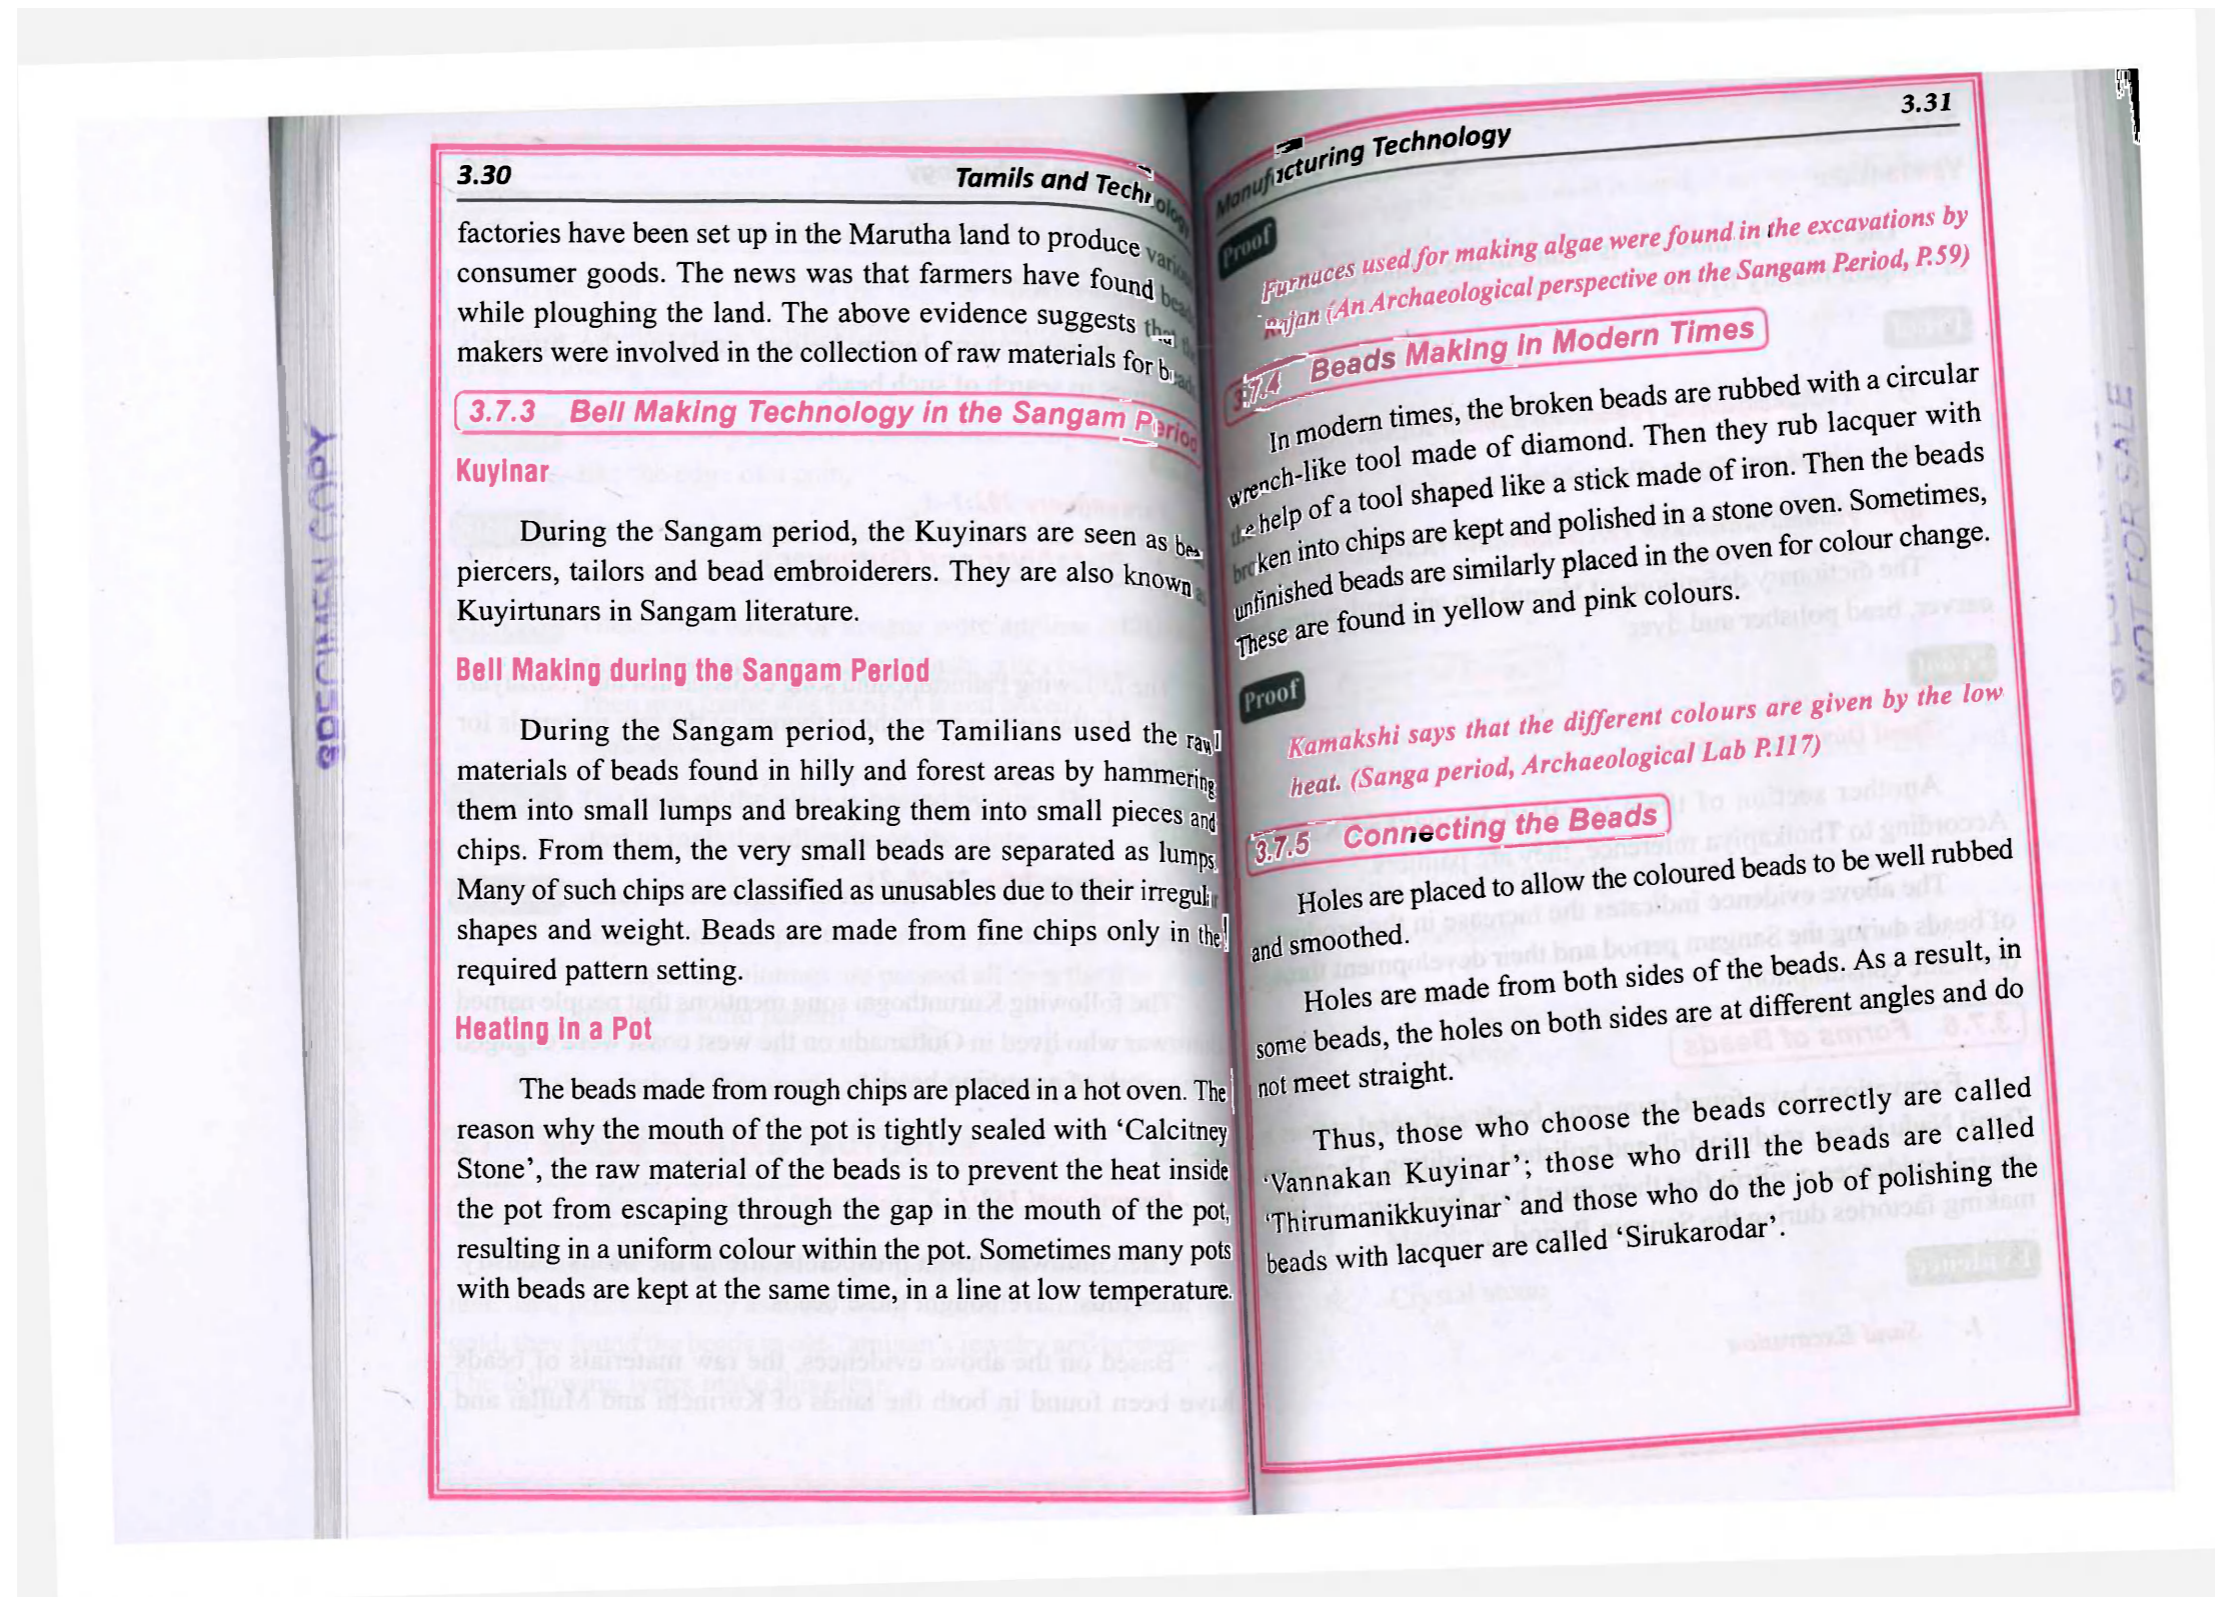 3.30 Tamils and Technology
factories have been set up in the Marutha land to produce various
consumer goods. The news was that farmers have found beads
while ploughing the land. The above evidence suggests that the
makers were involved in the collection of raw materials for
3.7.3 Bell Making Technology in the Sangam Period
Kuyinar
During the Sangam period, the Kuyinars are seen as
piercers, tailors and bead embroiderers. They are also known
Kuyirtunars in Sangam literature.
Bell Making during the Sangam Period
During the Sangam period, the Tamilians used the raw
materials of beads found in hilly and forest areas by hammering
them into small lumps and breaking them into small pieces and
chips. From them, the very small beads are separated as lumps.
Many of such chips are classified as unusables due to their irregular
shapes and weight. Beads are made from fine chips only in the
required pattern setting.
Heating in a Pot
The beads made from rough chips are placed in a hot oven. The
reason why the mouth of the pot is tightly sealed with ‘Calcitney
Stone’, the raw material of the beads is to prevent the heat inside
the pot from escaping through the gap in the mouth of the pot,
resulting in a uniform colour within the pot. Sometimes many pots
with beads are kept at the same time, in a line at low temperature.
SPECIMEN COPY
Manufacturing Technology 3.31
Proof
Furnaces used for making algae were found in the excavations by
Rajan (An Archaeological perspective on the Sangam Period, P.59)
3.7.4 Beads Making in Modern Times
In modern times, the broken beads are rubbed with a circular
wrench-like tool made of diamond. Then they rub lacquer with
the help of a tool shaped like a stick made of iron. Then the beads
broken into chips are kept and polished in a stone oven. Sometimes,
unfinished beads are similarly placed in the oven for colour change.
These are found in yellow and pink colours.
Proof
Kamakshi says that the different colours are given by the low
heat. (Sanga period, Archaeological Lab P.117)
3.7.5 Connecting the Beads
Holes are placed to allow the coloured beads to be well rubbed
and smoothed.
Holes are made from both sides of the beads. As a result, in
some beads, the holes on both sides are at different angles and do
not meet straight.
Thus, those who choose the beads correctly are called
‘Vannakan Kuyinar’; those who drill the beads are called
‘Thirumanikkuyinar’ and those who do the job of polishing the
beads with lacquer are called ‘Sirukarodar’.
NOT FOR SALE